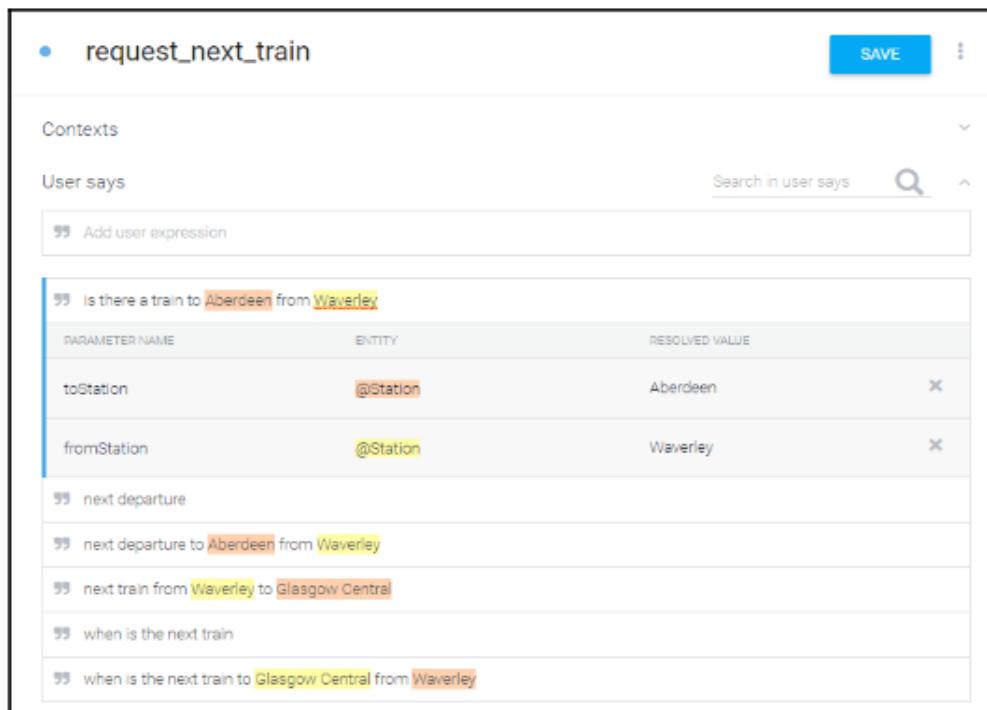 request_next_train
SAVE
Contexts
User says
Search in user says
Add user expression
is there a train to Aberdeen from Waverley
PARAMETER NAME ENTITY RESOLVED VALUE
toStation @Station Aberdeen
fromStation @Station Waverley
next departure
next departure to Aberdeen from Waverley
next train from Waverley to Glasgow Central
when is the next train
when is the next train to Glasgow Central from Waverley